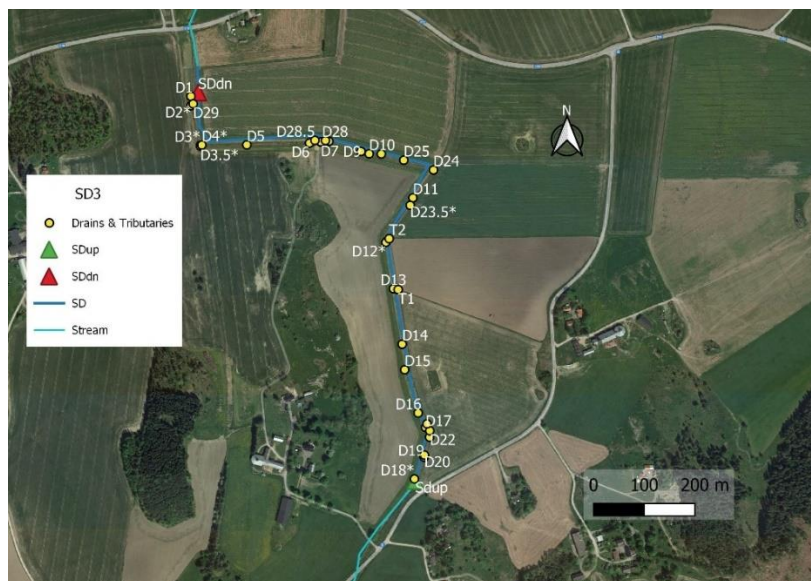 D1
SDdn
D2*
D29
D3*
D4*
D3.5*
D5
D28.5
D28
D6
D7
D9
D10
D25
D24
D11
D23.5*
T2
D12*
D13
T1
D14
D15
D16
D17
D22
D19
D20
D18*
Sdup
N
SD3
Drains & Tributaries
SDup
SDdn
SD
Stream
0 100 200 m